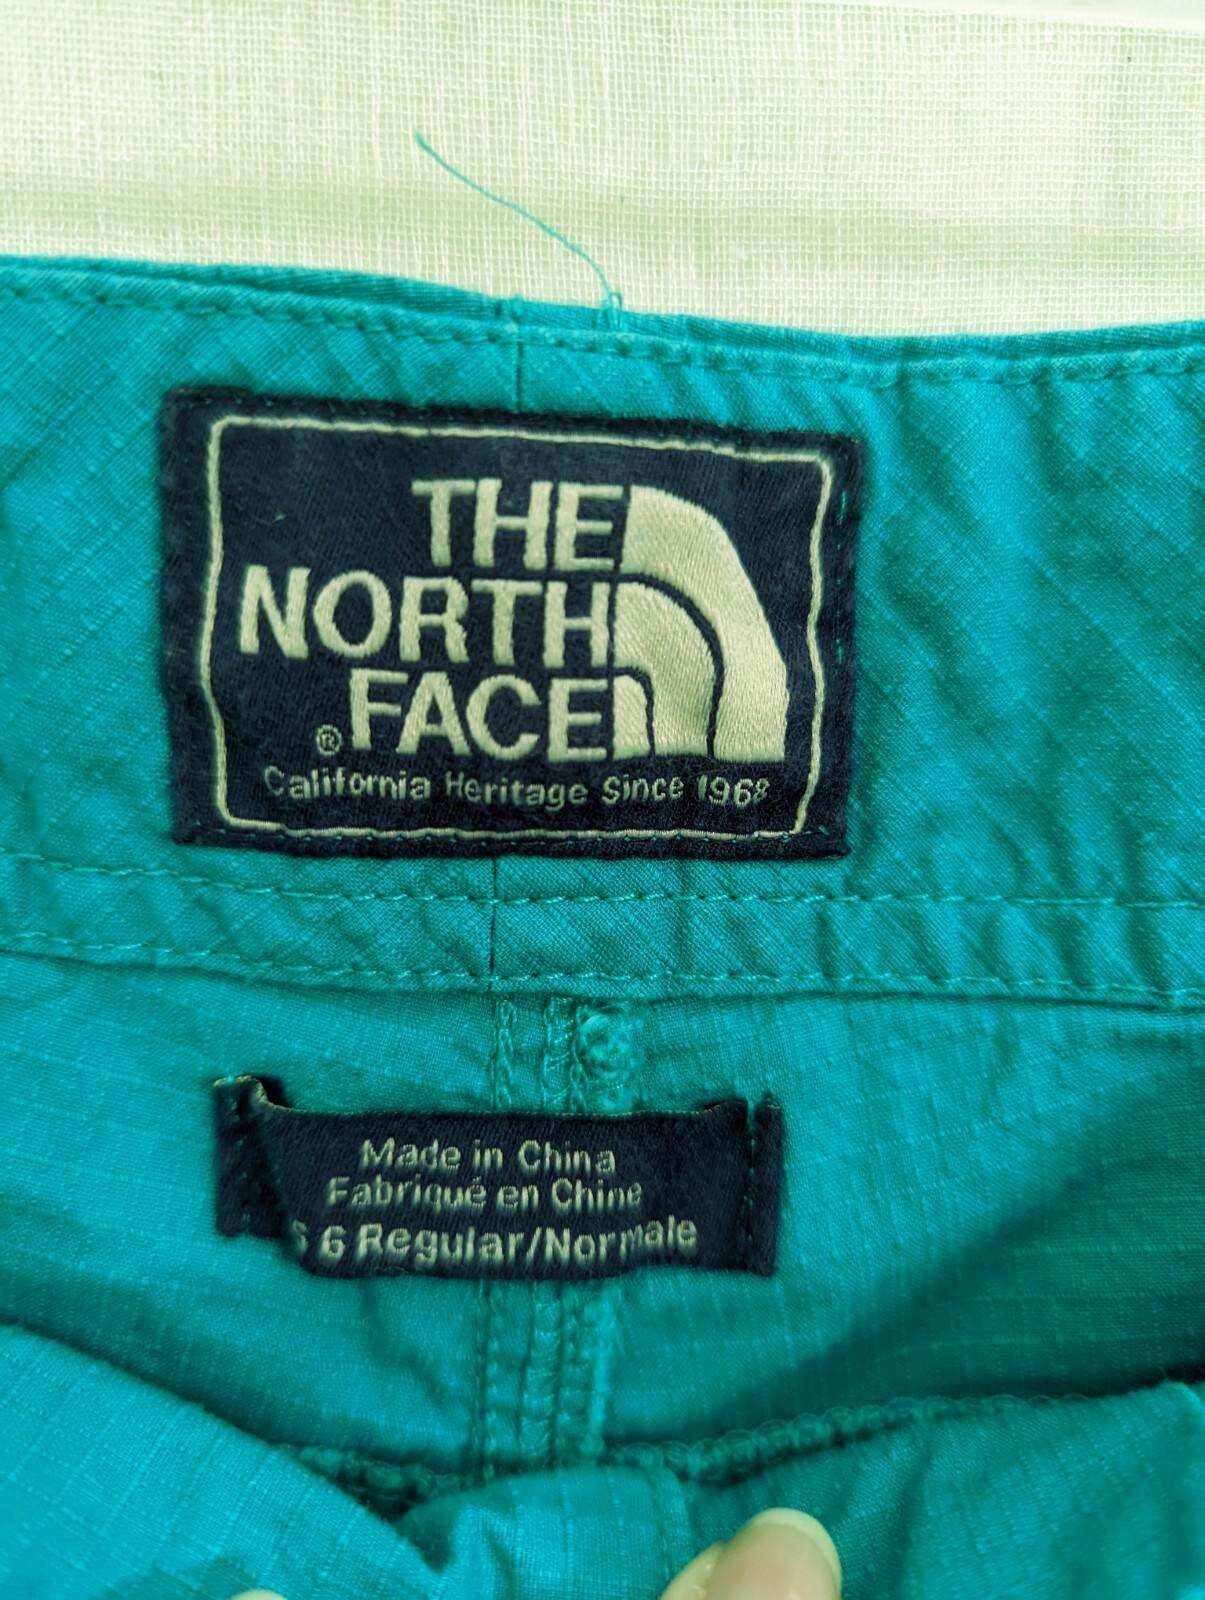 THE
NORTH
FACE
®
California Heritage Since 1968
Made in China
Fabriqué en Chine
6 Regular/Normale